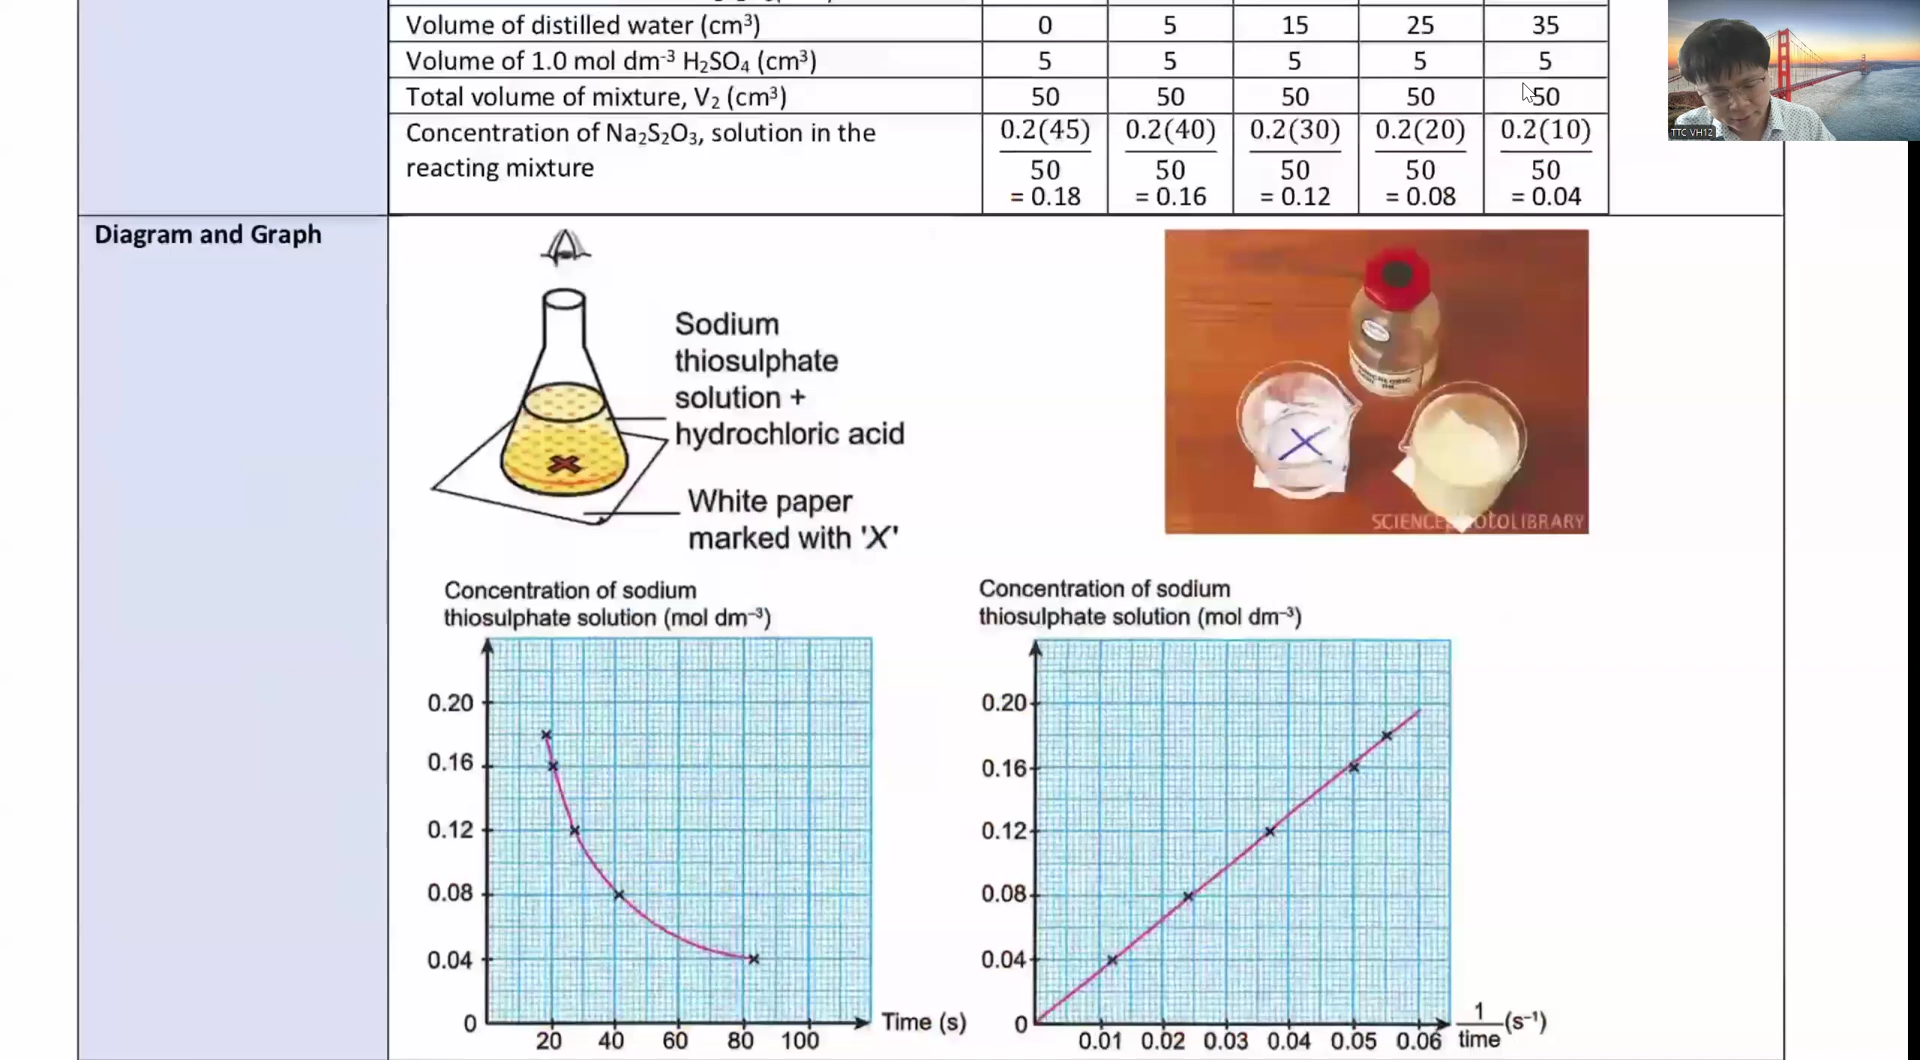 Volume of distilled water (cm³) 0 5 15 25 35
Volume of 1.0 mol dm⁻³ H₂SO₄ (cm³) 5 5 5 5 5
Total volume of mixture, V₂ (cm³) 50 50 50 50 50
Concentration of Na₂S₂O₃, solution in the 0.2(45) 0.2(40) 0.2(30) 0.2(20) 0.2(10)
reacting mixture 50 50 50 50 50
= 0.18 = 0.16 = 0.12 = 0.08 = 0.04
TTC VH12
Diagram and Graph
Sodium
thiosulphate
solution +
hydrochloric acid
White paper
marked with 'X'
X
SCIENCEPHOTOLIBRARY
Concentration of sodium
thiosulphate solution (mol dm⁻³)
0.20
0.16
0.12
0.08
0.04
0
20 40 60 80 100
Time (s)
Concentration of sodium
thiosulphate solution (mol dm⁻³)
0.20
0.16
0.12
0.08
0.04
0
0.01 0.02 0.03 0.04 0.05 0.06
1
time (s⁻¹)